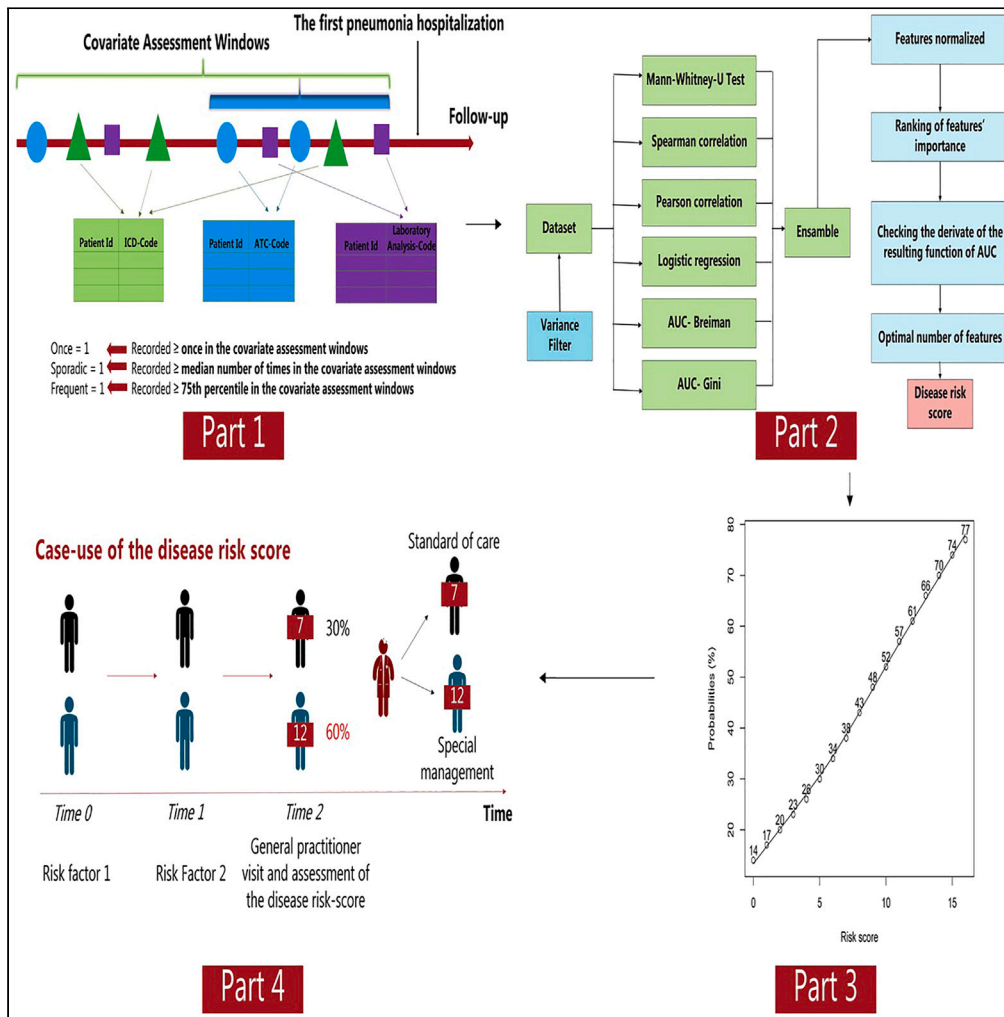 The first pneumonia hospitalization
Covariate Assessment Windows
Follow-up
Patient Id
ICD-Code
Patient Id
ATC-Code
Patient Id
Laboratory
Analysis-Code
Once = 1
Recorded ≥ once in the covariate assessment windows
Sporadic = 1
Recorded ≥ median number of times in the covariate assessment windows
Frequent = 1
Recorded ≥ 75th percentile in the covariate assessment windows
Part 1
Dataset
Variance
Filter
Mann-Whitney-U Test
Spearman correlation
Pearson correlation
Logistic regression
AUC- Breiman
AUC- Gini
Ensamble
Features normalized
Ranking of features'
importance
Checking the derivate of the
resulting function of AUC
Optimal number of features
Disease risk
score
Part 2
Case-use of the disease risk score
Standard of care
7
30%
7
12
60%
12
Special
management
Time 0
Time 1
Time 2
Time
Risk factor 1
Risk Factor 2
General practitioner
visit and assessment of
the disease risk-score
Part 4
Probabilities (%)
80
70
60
50
40
30
20
14
17
20
23
26
30
34
38
43
48
52
57
61
66
70
74
77
0
5
10
15
Risk score
Part 3